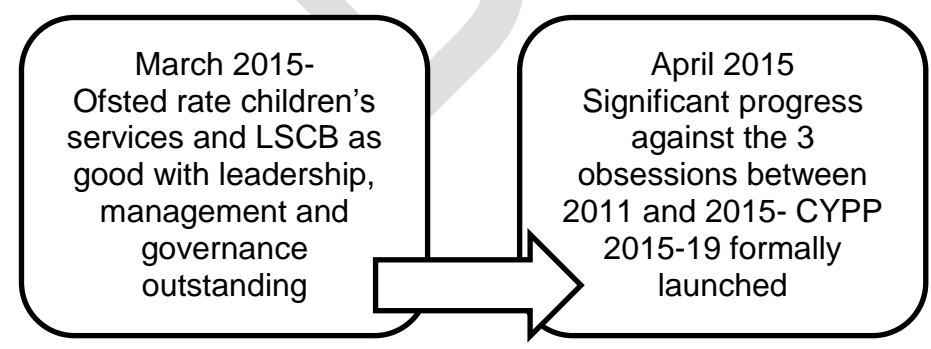 March 2015-
Ofsted rate children's
services and LSCB as
good with leadership,
management and
governance
outstanding
April 2015
Significant progress
against the 3
obsessions between
2011 and 2015- CYPP
2015-19 formally
launched